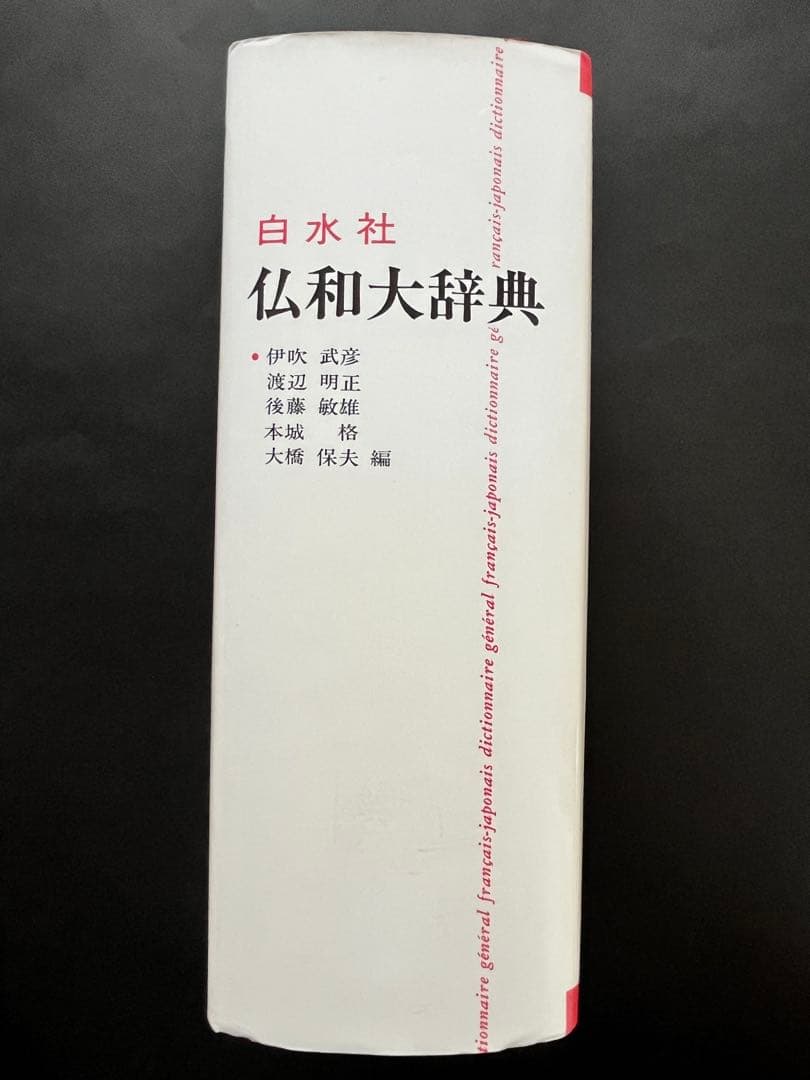 白水社
仏和大辞典
• 伊吹 武彦
渡辺 明正
後藤 敏雄
本城 格
大橋 保夫 編
tionnaire général français-japonais dictionnaire général français-japonais dictionnaire gé rançais-japonais dictionnaire